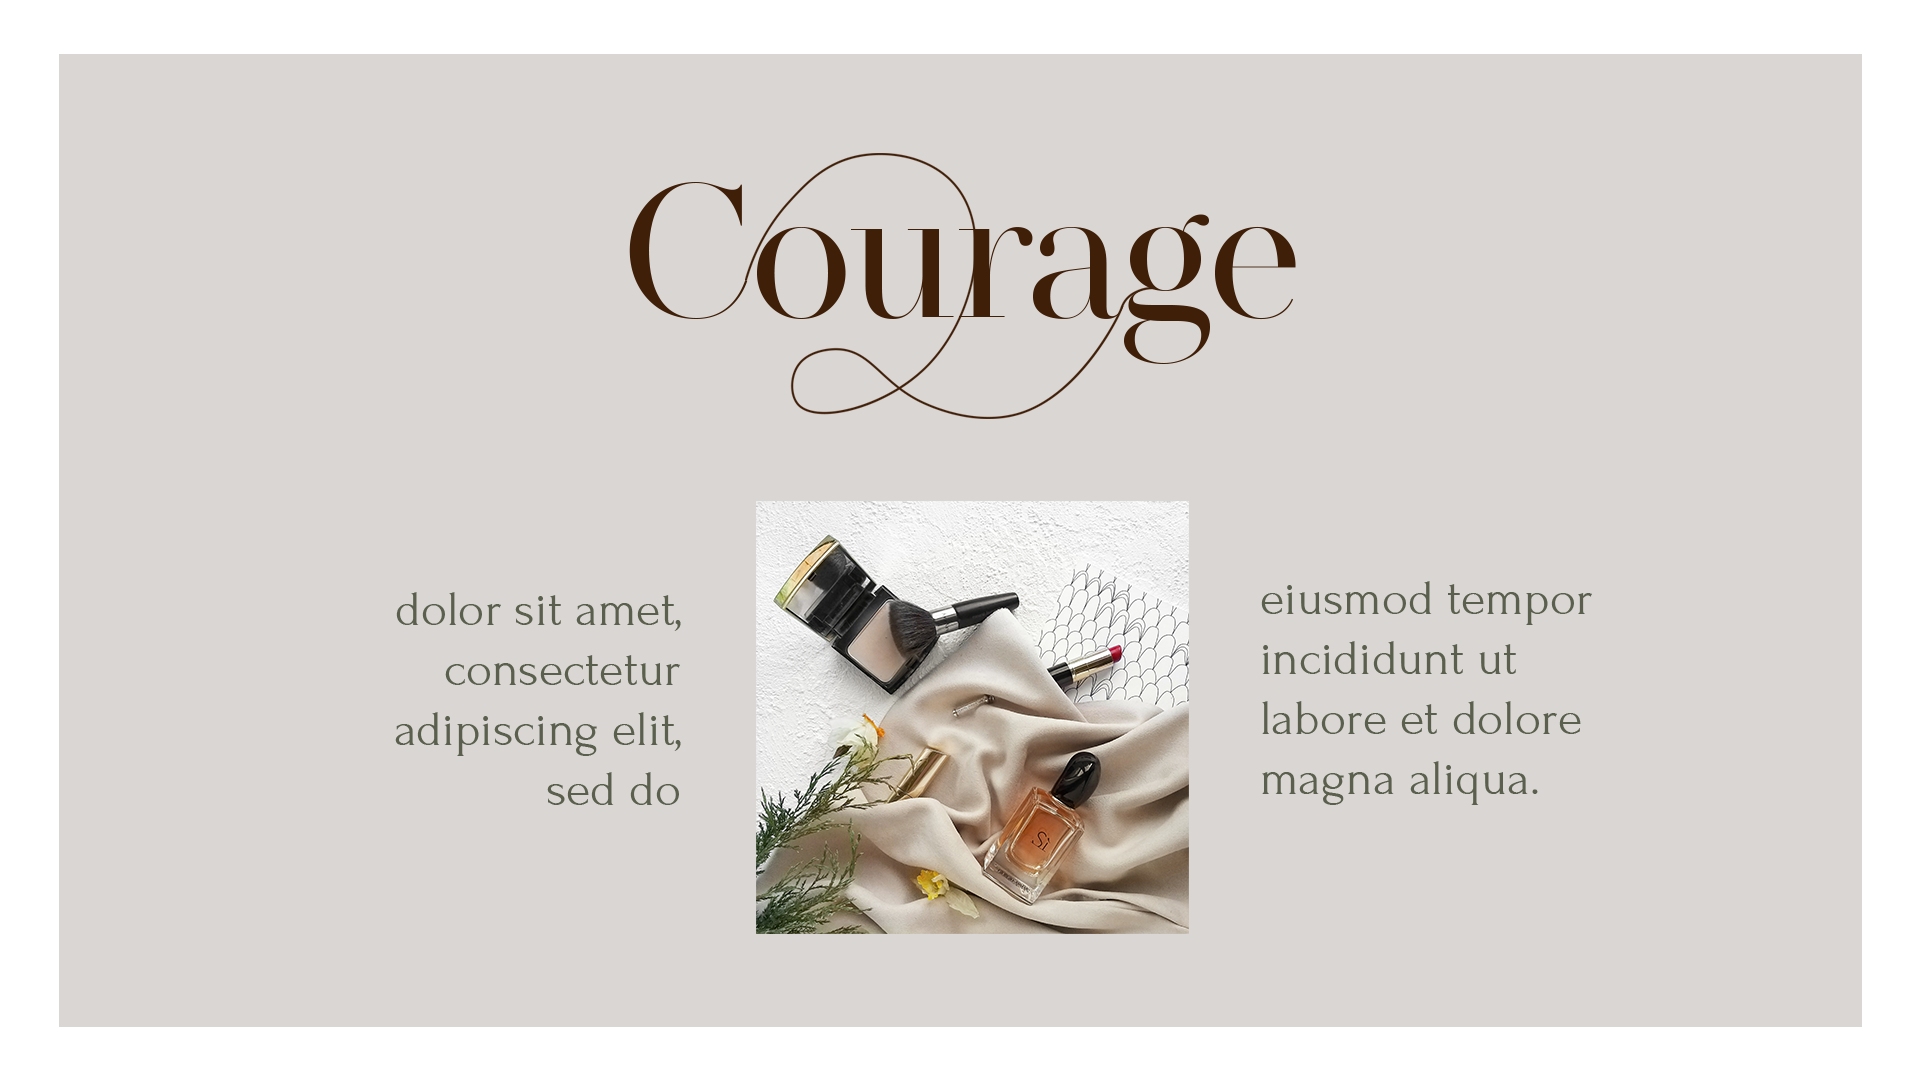 Courage
dolor sit amet,
consectetur
adipiscing elit,
sed do
eiusmod tempor
incididunt ut
labore et dolore
magna aliqua.
Sì